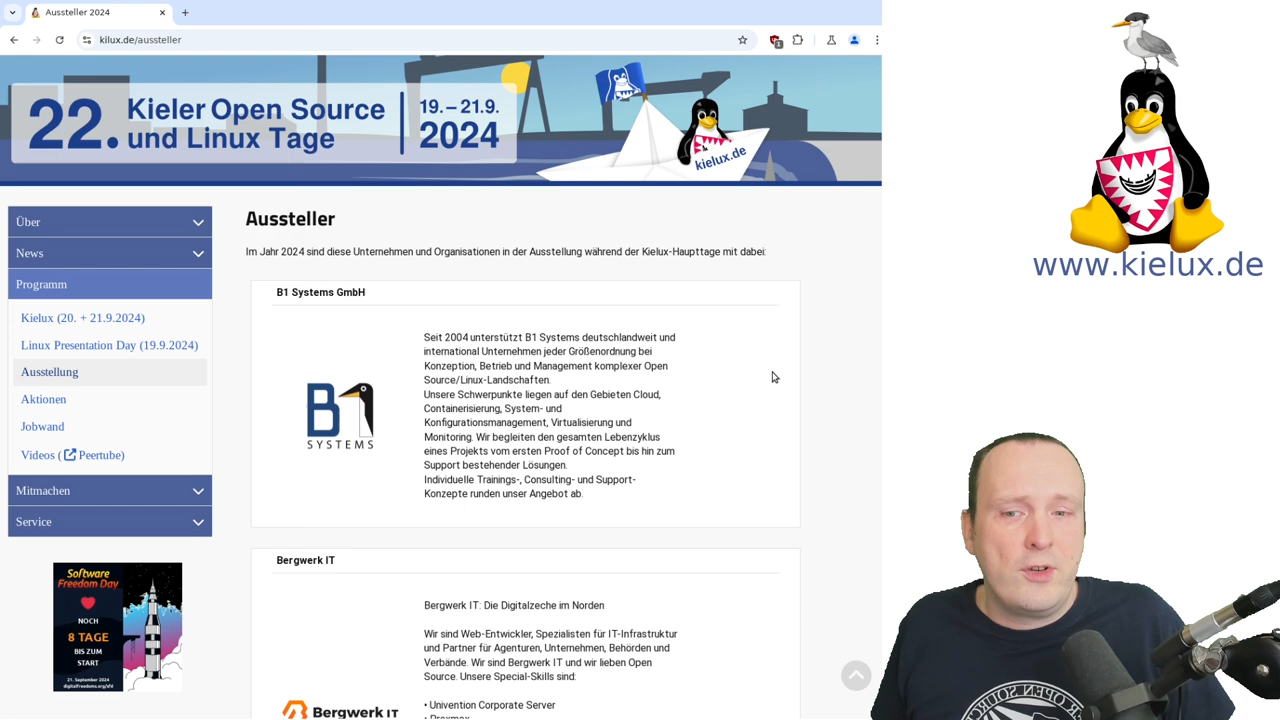 Aussteller 2024
kilux.de/aussteller
1
22. Kieler Open Source und Linux Tage
19. – 21.9. 2024
kielux.de
www.kielux.de
Über
News
Programm
Kielux (20. + 21.9.2024)
Linux Presentation Day (19.9.2024)
Ausstellung
Aktionen
Jobwand
Videos ( Peertube)
Mitmachen
Service
Software
Freedom Day
NOCH
8 TAGE
BIS ZUM
START
21. September 2024
digitalfreedoms.org/sfd
Aussteller
Im Jahr 2024 sind diese Unternehmen und Organisationen in der Ausstellung während der Kielux-Haupttage mit dabei:
B1 Systems GmbH
B1
SYSTEMS
Seit 2004 unterstützt B1 Systems deutschlandweit und
international Unternehmen jeder Größenordnung bei
Konzeption, Betrieb und Management komplexer Open
Source/Linux-Landschaften.
Unsere Schwerpunkte liegen auf den Gebieten Cloud,
Containerisierung, System- und
Konfigurationsmanagement, Virtualisierung und
Monitoring. Wir begleiten den gesamten Lebenzyklus
eines Projekts vom ersten Proof of Concept bis hin zum
Support bestehender Lösungen.
Individuelle Trainings-, Consulting- und Support-
Konzepte runden unser Angebot ab.
Bergwerk IT
Bergwerk IT
Bergwerk IT: Die Digitalzeche im Norden
Wir sind Web-Entwickler, Spezialisten für IT-Infrastruktur
und Partner für Agenturen, Unternehmen, Behörden und
Verbände. Wir sind Bergwerk IT und wir lieben Open
Source. Unsere Special-Skills sind:
• Univention Corporate Server
• Proxmox